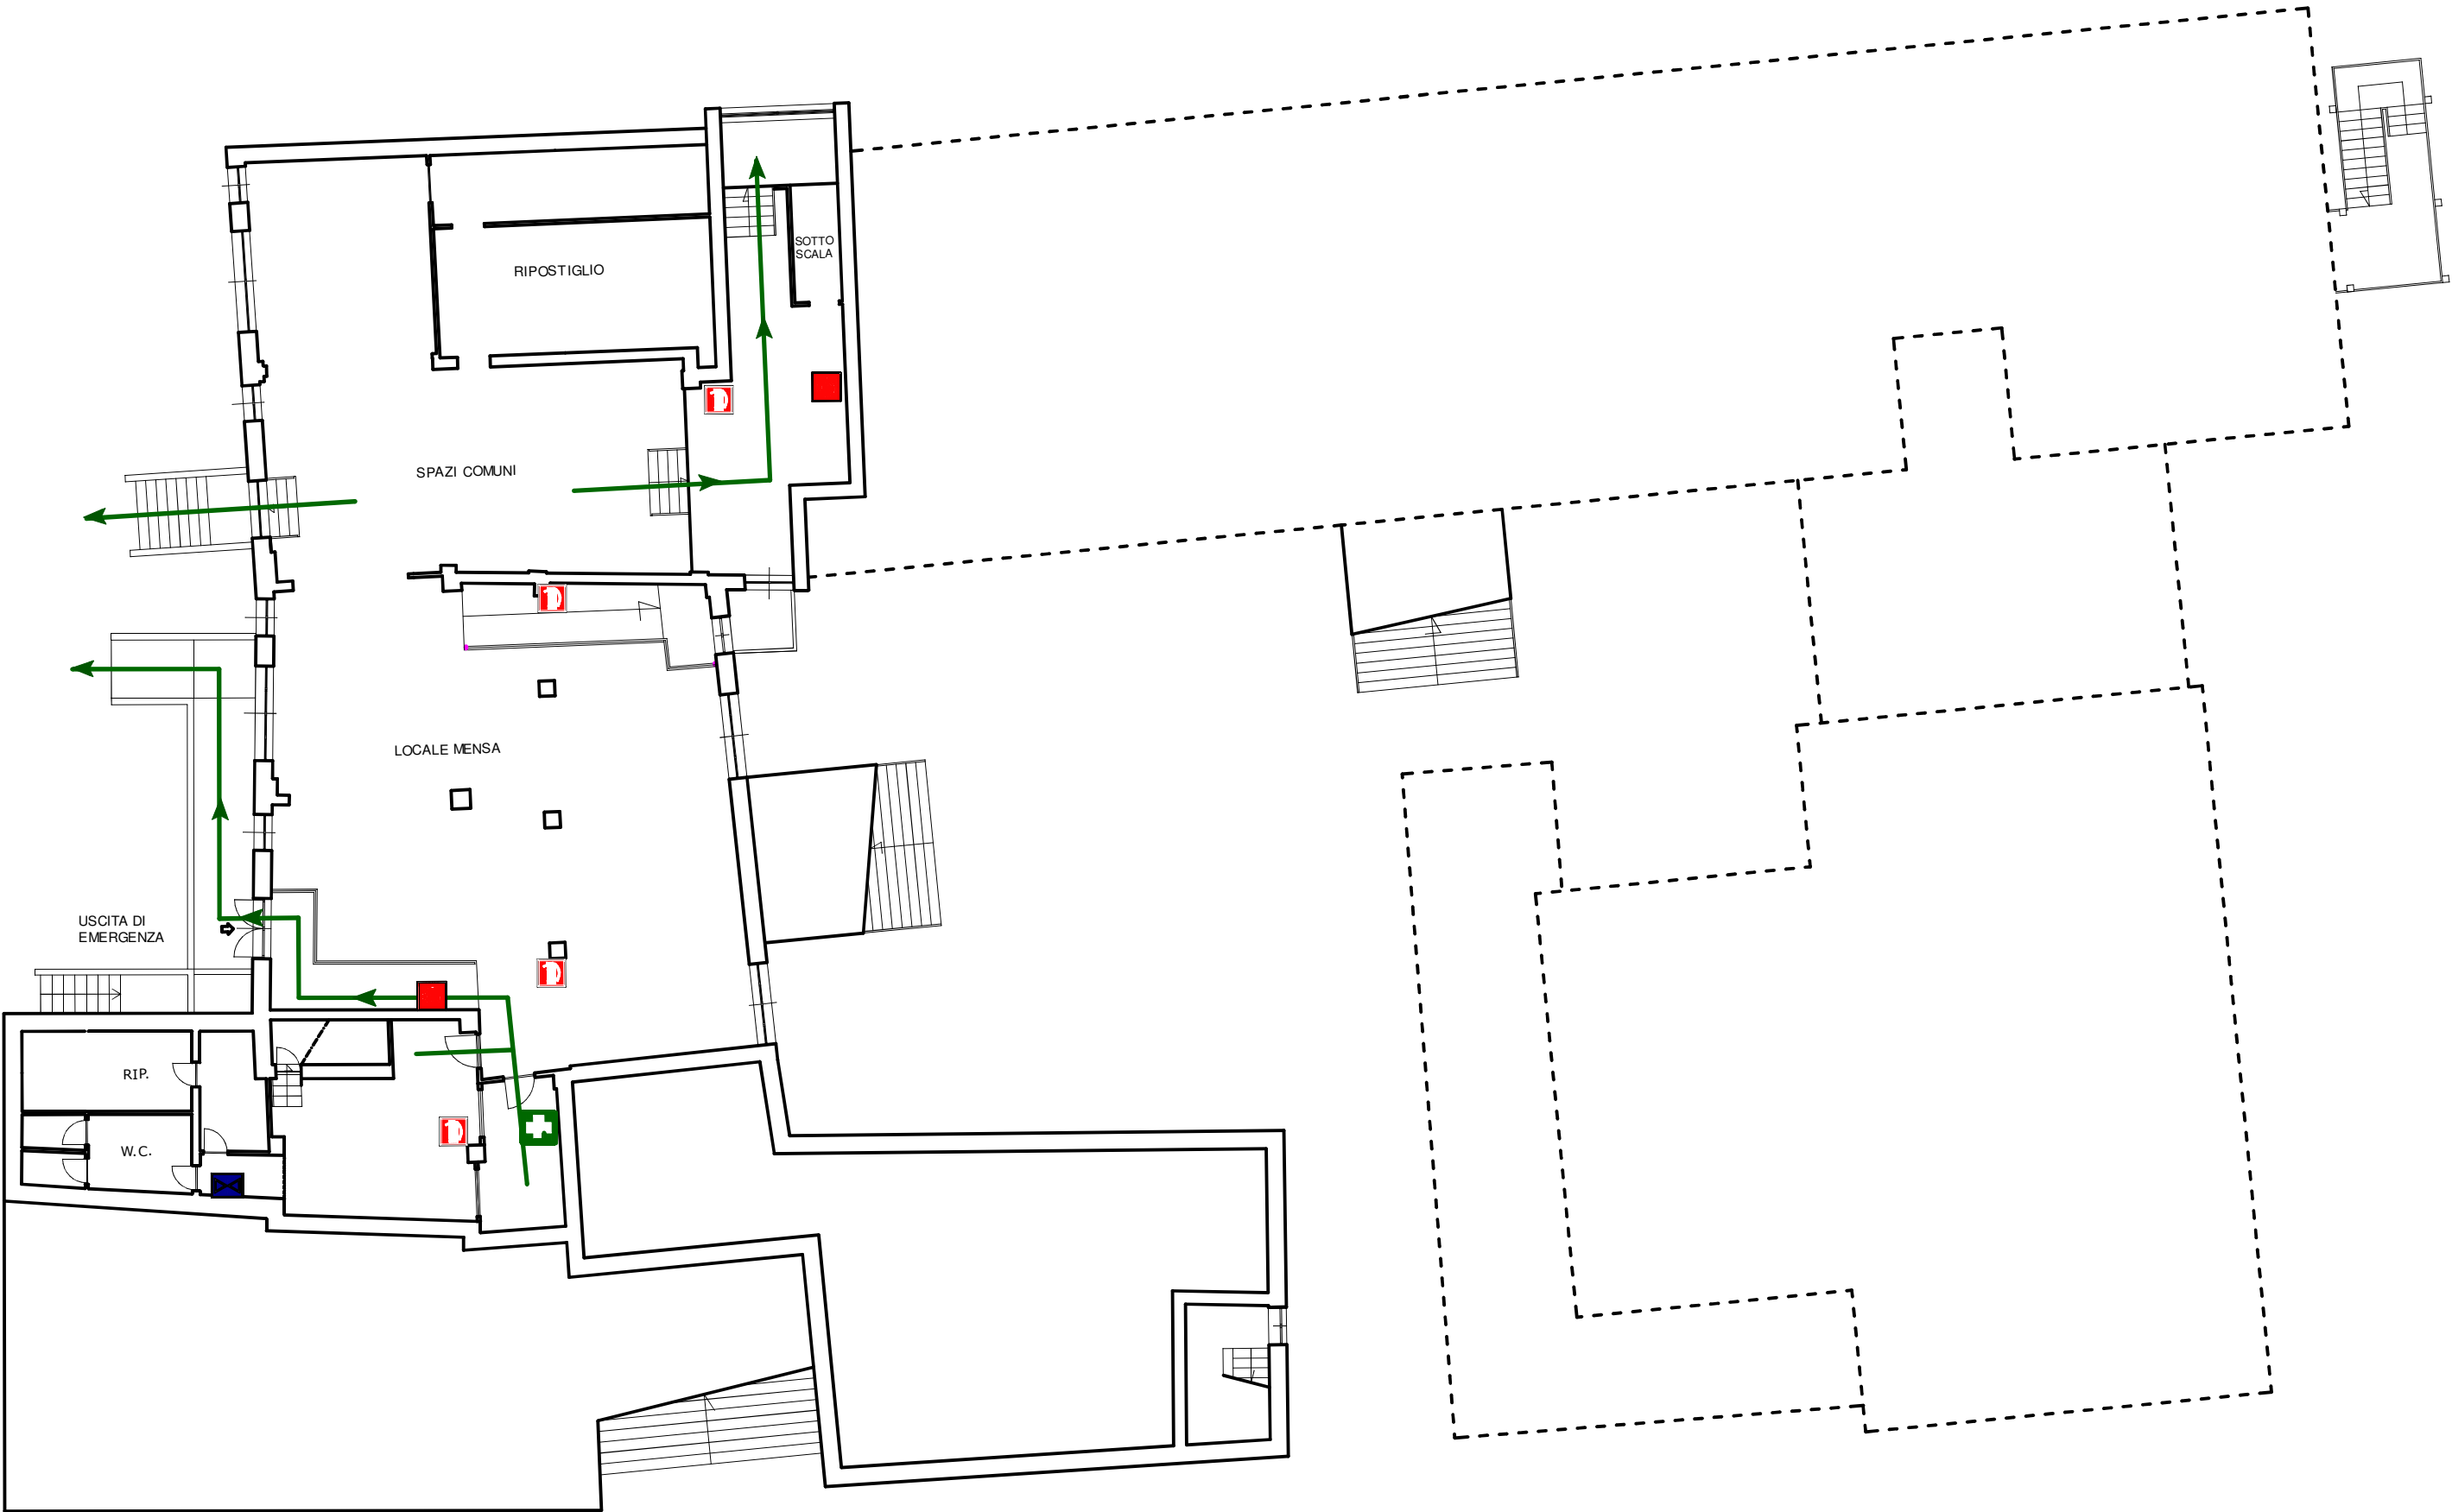 SOTTO
SCALA
RIPOSTIGLIO
SPAZI COMUNI
LOCALE MENSA
USCITA DI
EMERGENZA
RIP.
W.C.